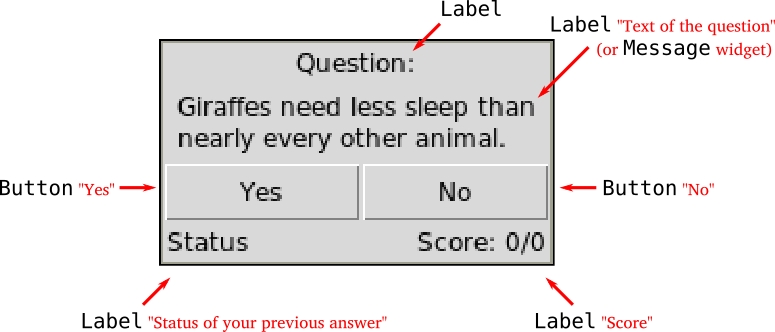 Label
Label "Text of the question"
(or Message widget)
Question:
Giraffes need less sleep than
nearly every other animal.
Button "Yes"
Yes
No
Button "No"
Status
Score: 0/0
Label "Status of your previous answer"
Label "Score"